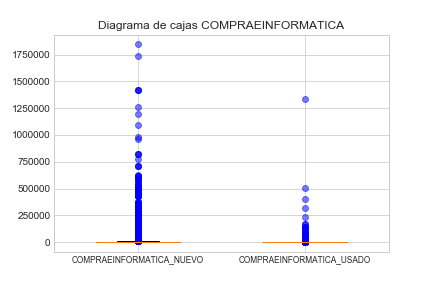 Diagrama de cajas COMPRAEINFORMATICA
1750000
1500000
1250000
1000000
750000
500000
250000
0
COMPRAEINFORMATICA_NUEVO
COMPRAEINFORMATICA_USADO